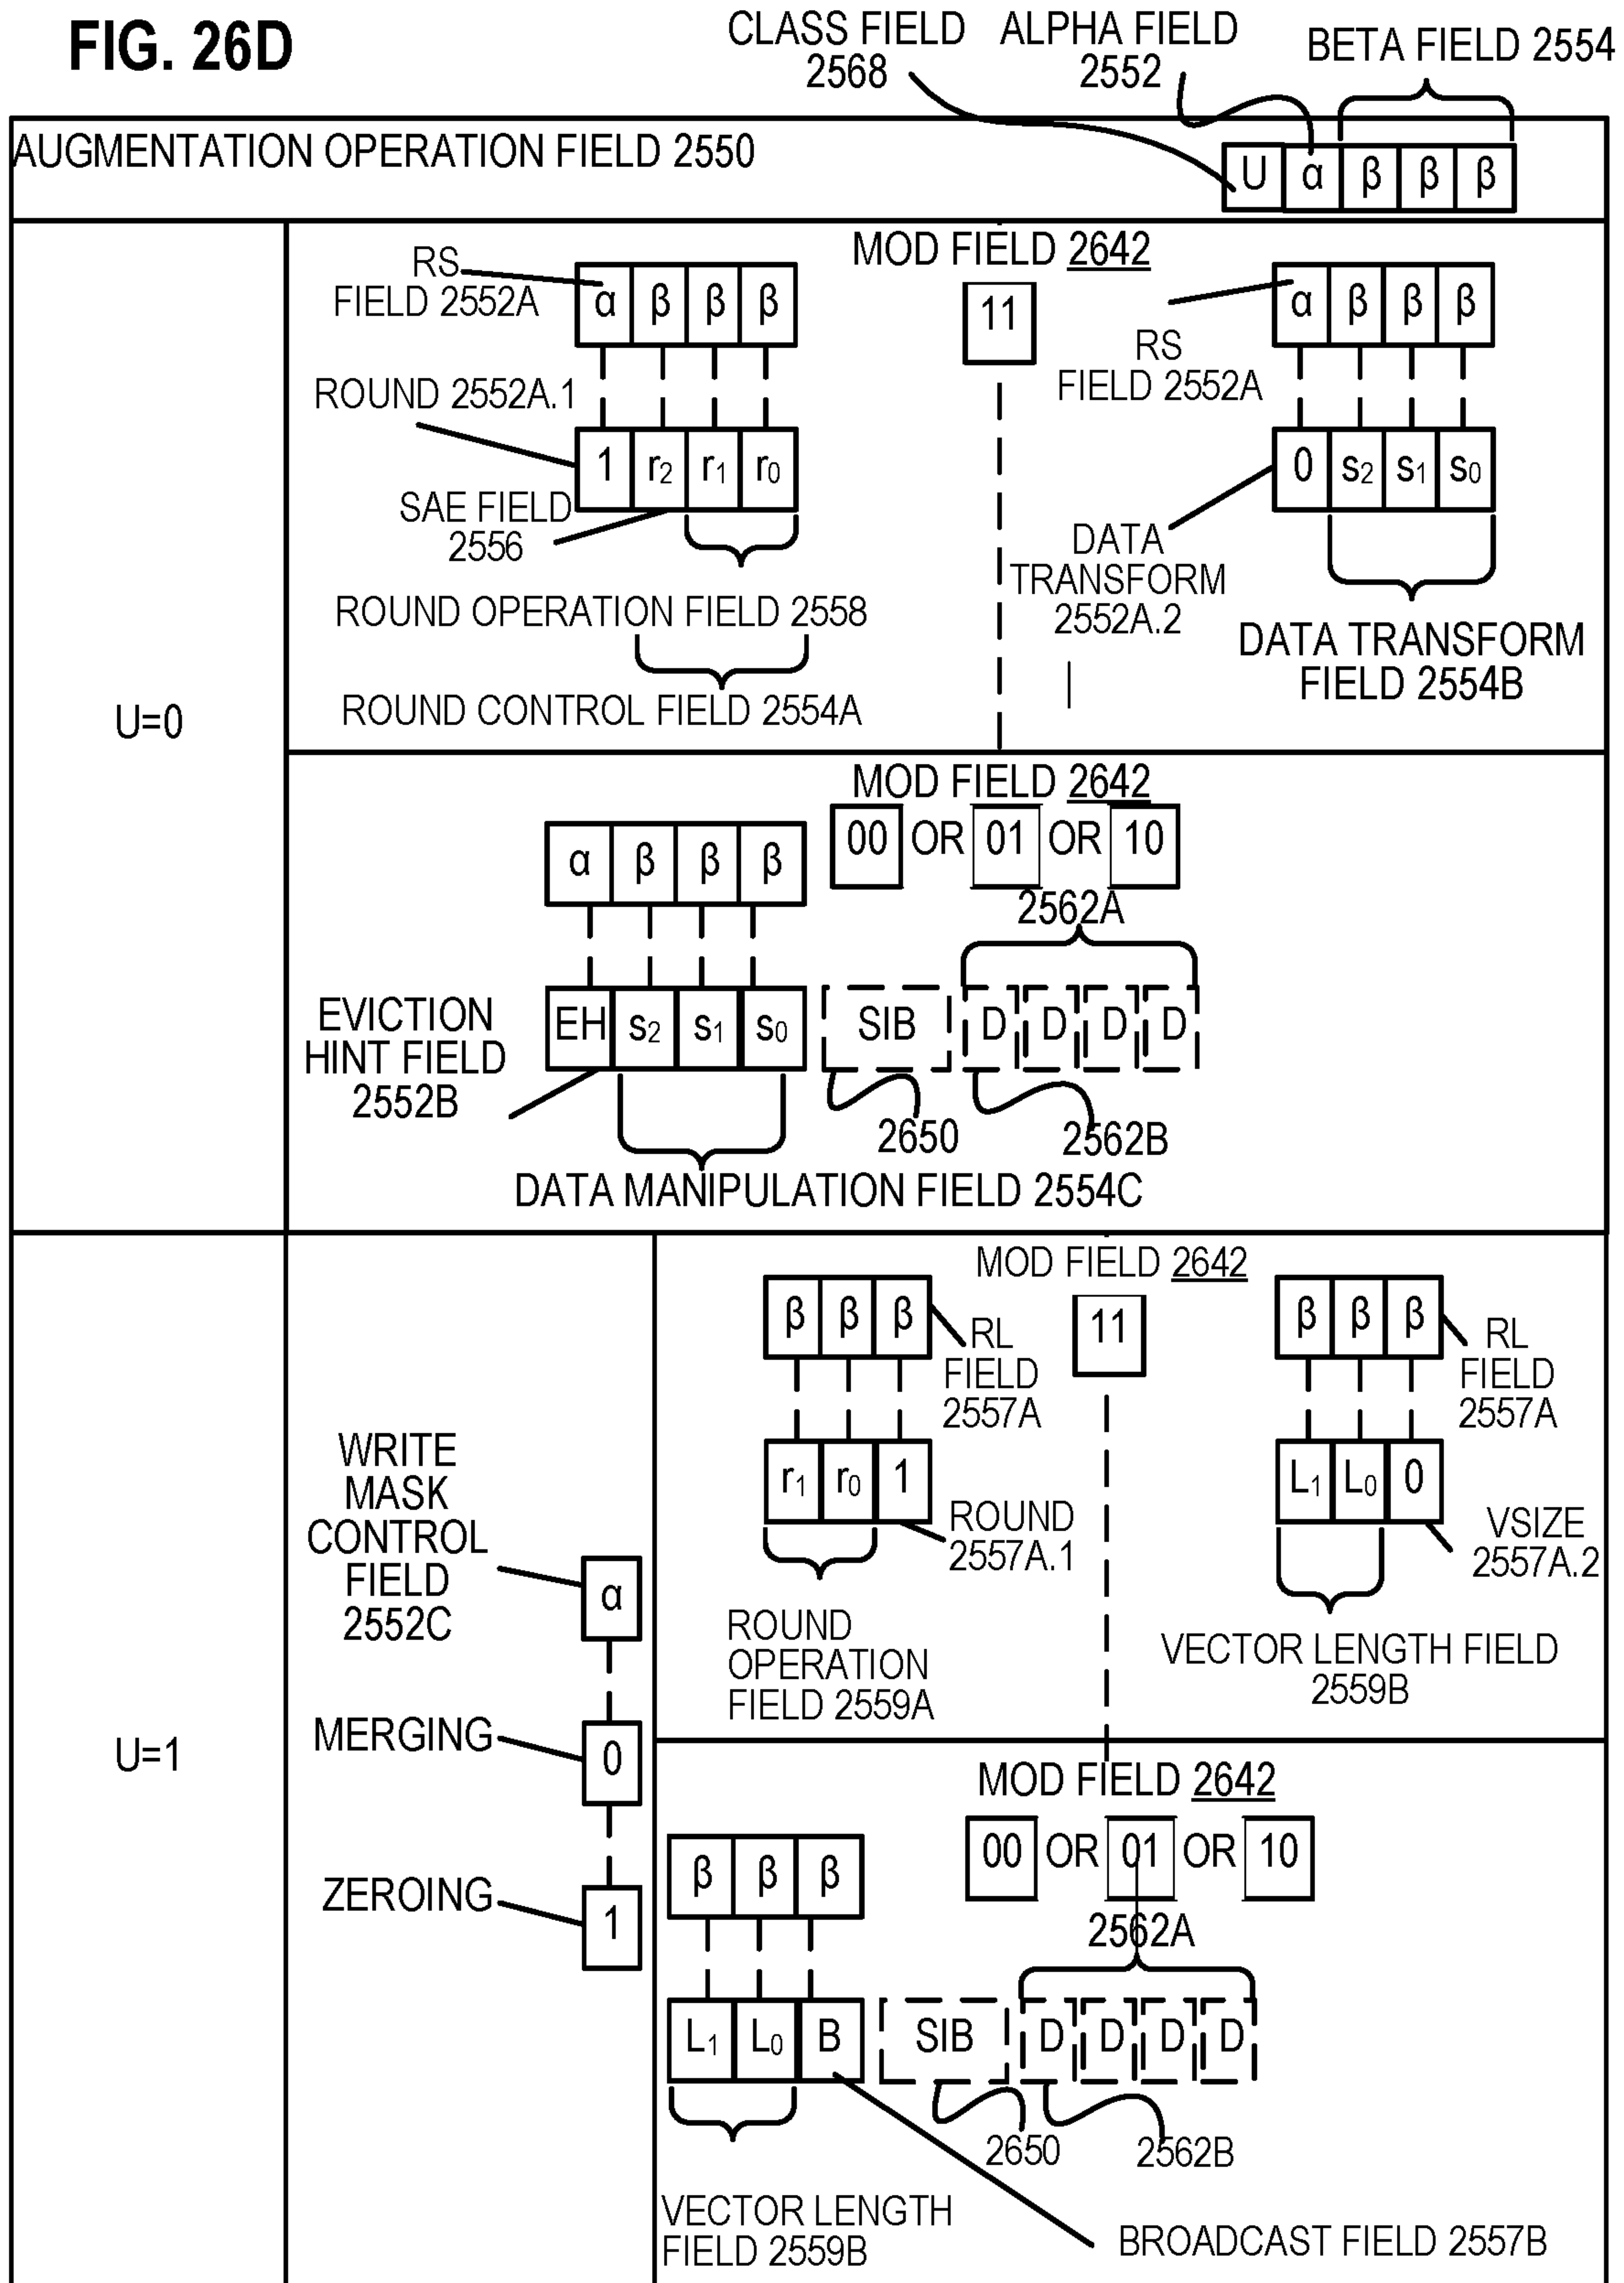 FIG. 26D
CLASS FIELD
2568
ALPHA FIELD
2552
BETA FIELD 2554
AUGMENTATION OPERATION FIELD 2550
U α β β β
U=0
MOD FIELD 2642
11
RS
FIELD 2552A
α β β β
ROUND 2552A.1
1 r2 r1 r0
SAE FIELD
2556
ROUND OPERATION FIELD 2558
ROUND CONTROL FIELD 2554A
α β β β
RS
FIELD 2552A
0 s2 s1 s0
DATA
TRANSFORM
2552A.2
DATA TRANSFORM
FIELD 2554B
MOD FIELD 2642
00 OR 01 OR 10
α β β β
2562A
EVICTION
HINT FIELD
2552B
EH s2 s1 s0
SIB
D D D D
2650
2562B
DATA MANIPULATION FIELD 2554C
U=1
WRITE
MASK
CONTROL
FIELD
2552C
α
MERGING
0
ZEROING
1
MOD FIELD 2642
11
β β β
RL
FIELD
2557A
r1 r0 1
ROUND
2557A.1
ROUND
OPERATION
FIELD 2559A
β β β
RL
FIELD
2557A
L1 L0 0
VSIZE
2557A.2
VECTOR LENGTH FIELD
2559B
MOD FIELD 2642
00 OR 01 OR 10
β β β
2562A
L1 L0 B
SIB
D D D D
2650
2562B
VECTOR LENGTH
FIELD 2559B
BROADCAST FIELD 2557B